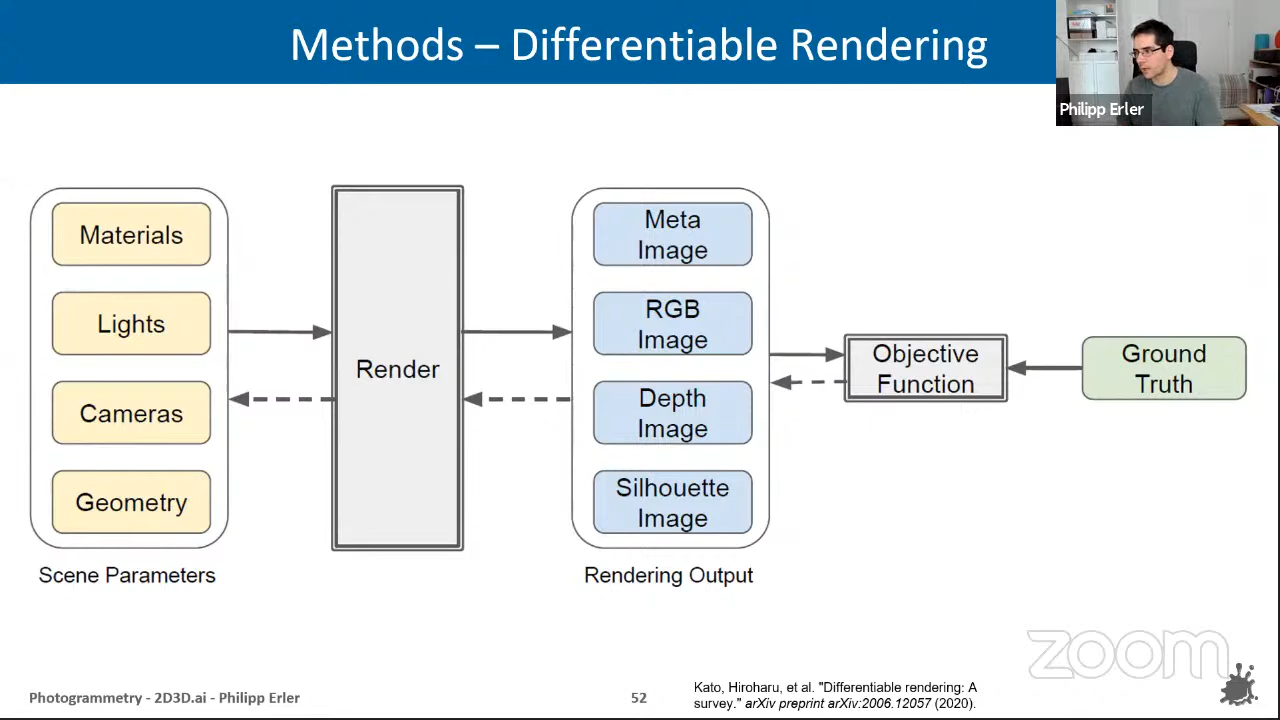 Methods – Differentiable Rendering
Philipp Erler
Materials
Lights
Cameras
Geometry
Scene Parameters
Render
Meta
Image
RGB
Image
Depth
Image
Silhouette
Image
Rendering Output
Objective
Function
Ground
Truth
zoom
Photogrammetry - 2D3D.ai - Philipp Erler
52
Kato, Hiroharu, et al. "Differentiable rendering: A
survey." arXiv preprint arXiv:2006.12057 (2020).